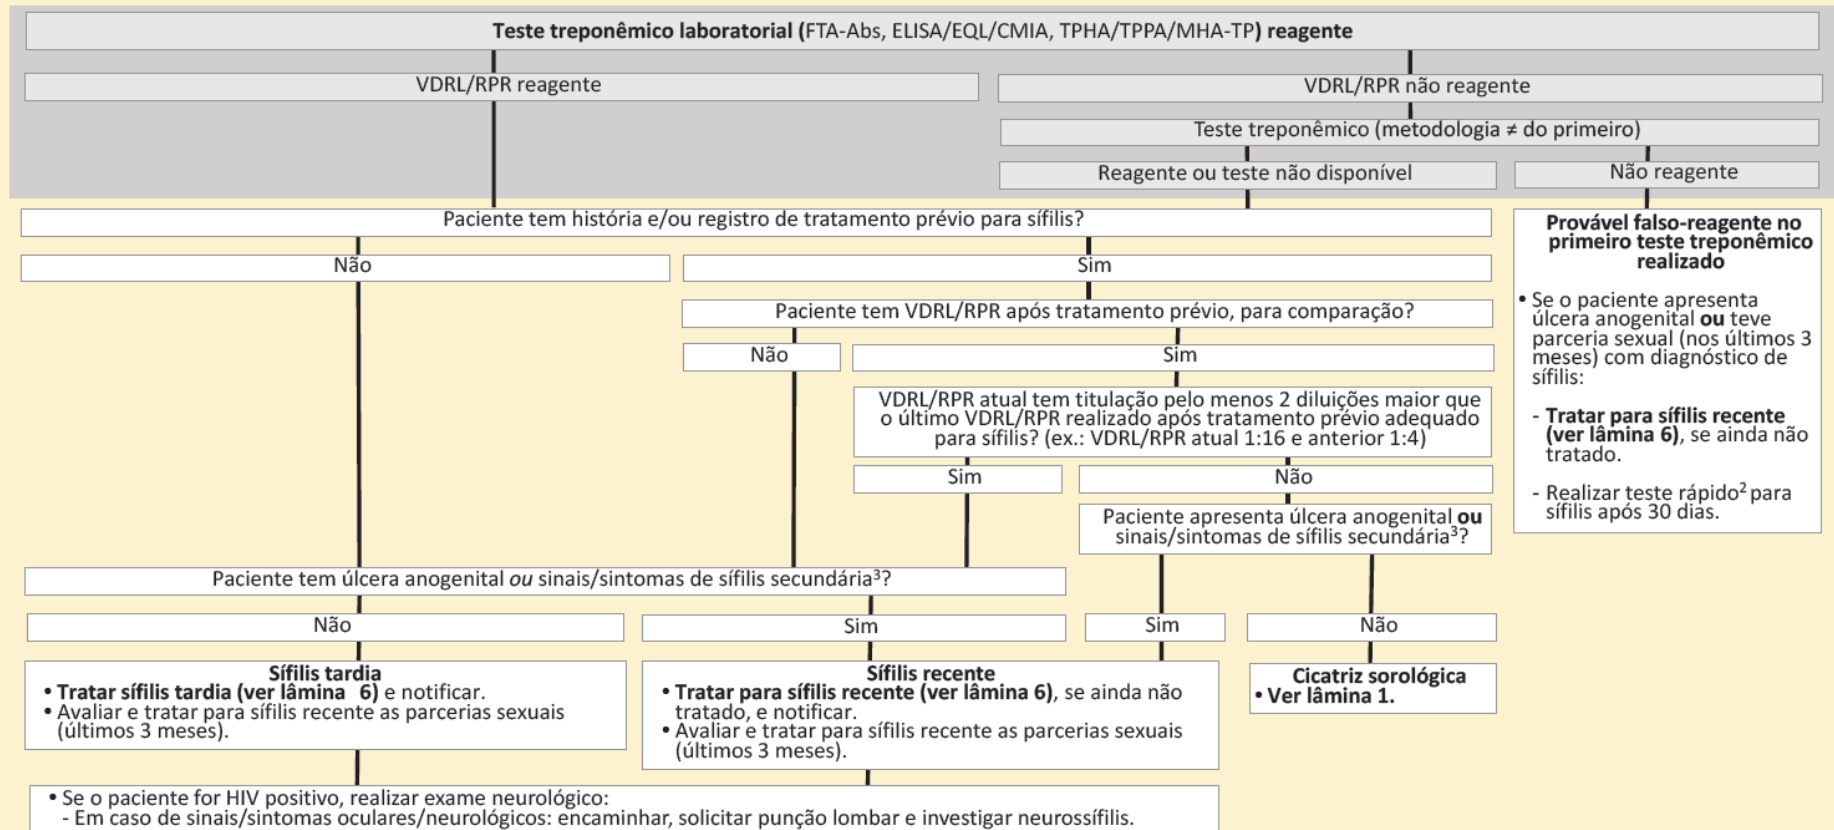 Teste treponêmico laboratorial (FTA-Abs, ELISA/EQL/CMIA, TPHA/TPPA/MHA-TP) reagente
VDRL/RPR reagente
VDRL/RPR não reagente
Teste treponêmico (metodologia ≠ do primeiro)
Reagente ou teste não disponível
Não reagente
Paciente tem história e/ou registro de tratamento prévio para sífilis?
Não
Sim
Paciente tem VDRL/RPR após tratamento prévio, para comparação?
Não
Sim
VDRL/RPR atual tem titulação pelo menos 2 diluições maior que
o último VDRL/RPR realizado após tratamento prévio adequado
para sífilis? (ex.: VDRL/RPR atual 1:16 e anterior 1:4)
Sim
Não
Paciente apresenta úlcera anogenital ou
sinais/sintomas de sífilis secundária³?
Provável falso-reagente no
primeiro teste treponêmico
realizado
• Se o paciente apresenta
úlcera anogenital ou teve
parceria sexual (nos últimos 3
meses) com diagnóstico de
sífilis:
- Tratar para sífilis recente
(ver lâmina 6), se ainda não
tratado.
- Realizar teste rápido² para
sífilis após 30 dias.
Paciente tem úlcera anogenital ou sinais/sintomas de sífilis secundária³?
Não
Sim
Sim
Não
Sífilis tardia
• Tratar sífilis tardia (ver lâmina 6) e notificar.
• Avaliar e tratar para sífilis recente as parcerias sexuais
(últimos 3 meses).
Sífilis recente
• Tratar para sífilis recente (ver lâmina 6), se ainda não
tratado, e notificar.
• Avaliar e tratar para sífilis recente as parcerias sexuais
(últimos 3 meses).
Cicatriz sorológica
• Ver lâmina 1.
• Se o paciente for HIV positivo, realizar exame neurológico:
- Em caso de sinais/sintomas oculares/neurológicos: encaminhar, solicitar punção lombar e investigar neurossífilis.